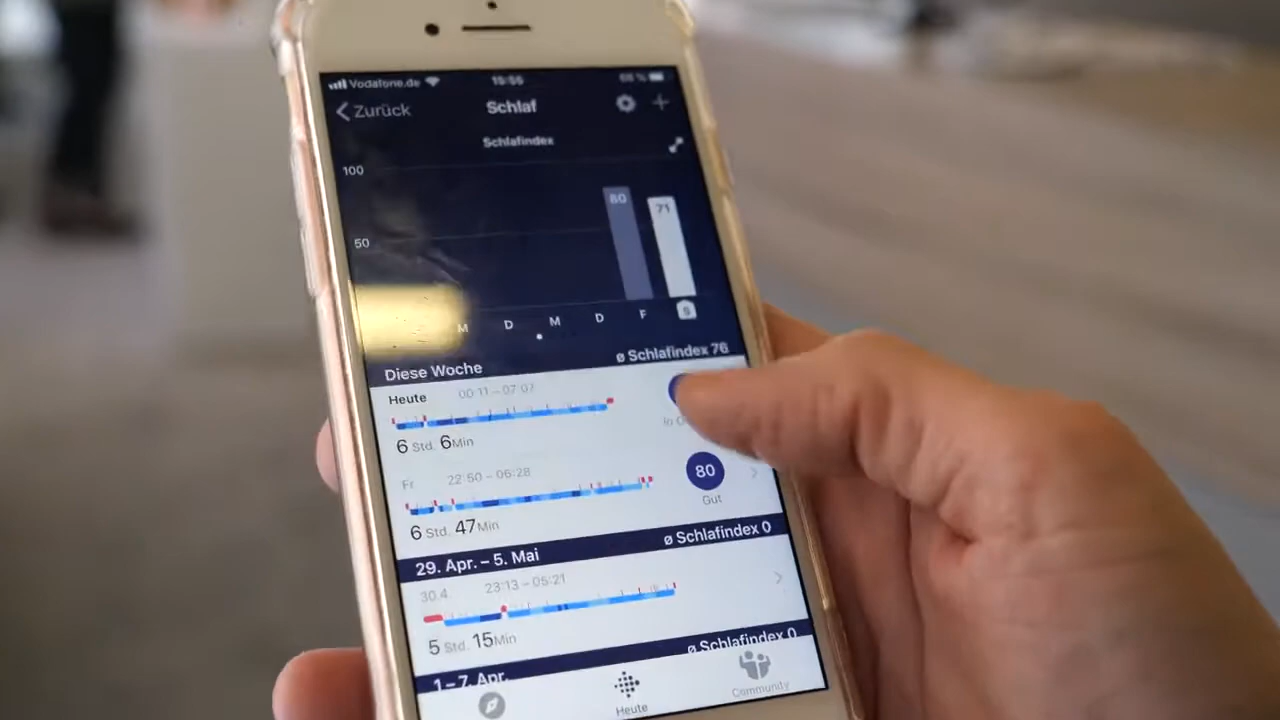 Vodafone.de 15:55 68 %
Zurück Schlaf
Schlafindex
100
80
71
50
M D M D F S
ø Schlafindex 76
Diese Woche
Heute 00:11 – 07:07
6 Std. 6 Min
Fr 22:50 – 06:28
80
6 Std. 47 Min
Gut
ø Schlafindex 0
29. Apr. – 5. Mai
30.4. 23:13 – 05:21
5 Std. 15 Min
ø Schlafindex 0
1 – 7. Apr.
Heute
Community